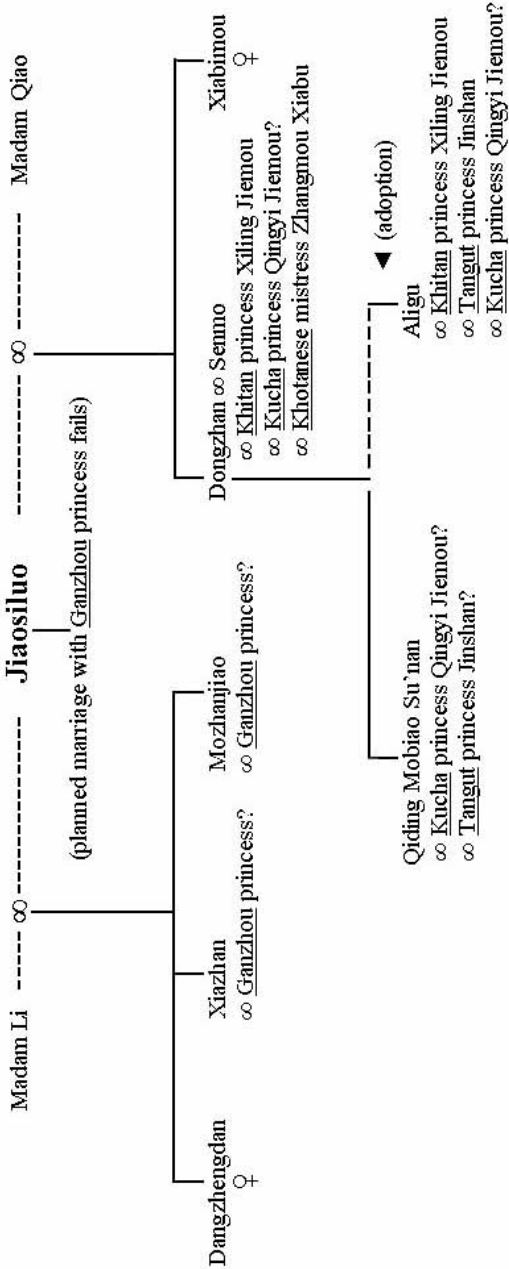 Madam Li ----- ∞ ----- Jiaosiluo ----- ∞ ----- Madam Qiao
(planned marriage with Ganzhou princess fails)
Dangzhengdan
♀
Xiazhan
∞ Ganzhou princess?
Mozhanjiao
∞ Ganzhou princess?
Dongzhan ∞ Senmo
∞ Khitan princess Xiling Jiemou
∞ Kucha princess Qingyi Jiemou?
∞ Khotanese mistress Zhangmou Xiabu
Xiabimou
♀
Qiding Mobiao Su'nan
∞ Kucha princess Qingyi Jiemou?
∞ Tangut princess Jinshan?
◄ (adoption)
Aligu
∞ Khitan princess Xiling Jiemou
∞ Tangut princess Jinshan
∞ Kucha princess Qingyi Jiemou?